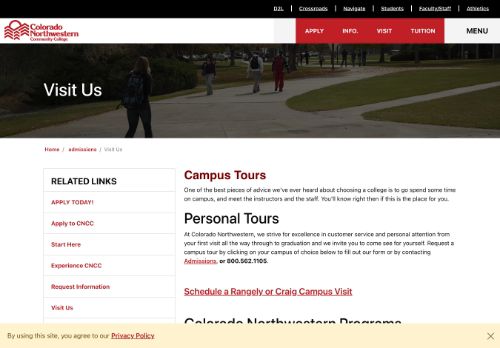 D2L
Crossroads
Navigate
Students
Faculty/Staff
Athletics
Colorado
Northwestern
Community College
APPLY
INFO.
VISIT
TUITION
MENU
Visit Us
Home / admissions / Visit Us
RELATED LINKS
APPLY TODAY!
Apply to CNCC
Start Here
Experience CNCC
Request Information
Visit Us
Campus Tours
One of the best pieces of advice we've ever heard about choosing a college is to go spend some time
on campus, and meet the instructors and the staff. You'll know right then if this is the place for you.
Personal Tours
At Colorado Northwestern, we strive for excellence in customer service and personal attention from
your first visit all the way through to graduation and we invite you to come see for yourself. Request a
campus tour by clicking on your campus of choice below to fill out our form or by contacting
Admissions, or 800.562.1105.
Schedule a Rangely or Craig Campus Visit
Colorado Northwestern Programs
By using this site, you agree to our Privacy Policy